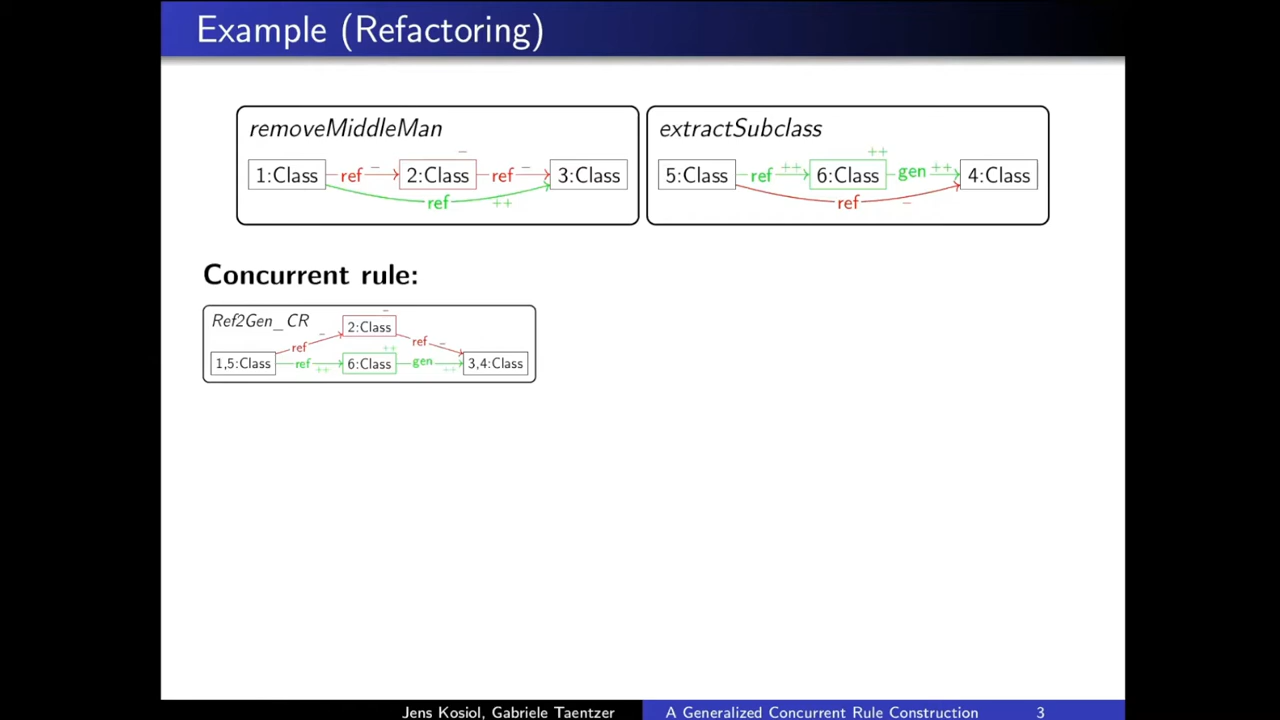 Example (Refactoring)
removeMiddleMan
−
1:Class ref − 2:Class ref − 3:Class
ref ++
extractSubclass
++
5:Class ref ++ 6:Class gen ++ 4:Class
ref −
Concurrent rule:
Ref2Gen_CR
−
2:Class
ref − ref −
++
1,5:Class ref ++ 6:Class gen ++ 3,4:Class
Jens Kosiol, Gabriele Taentzer A Generalized Concurrent Rule Construction 3